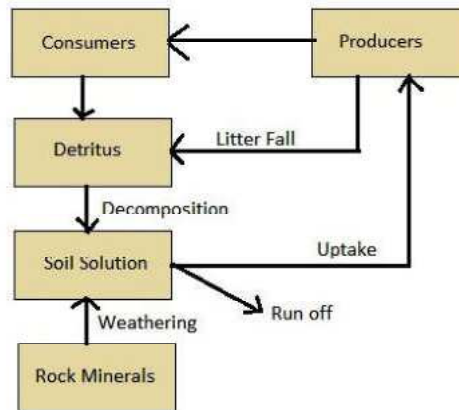 Consumers
Producers
Detritus
Litter Fall
Decomposition
Soil Solution
Uptake
Run off
Weathering
Rock Minerals